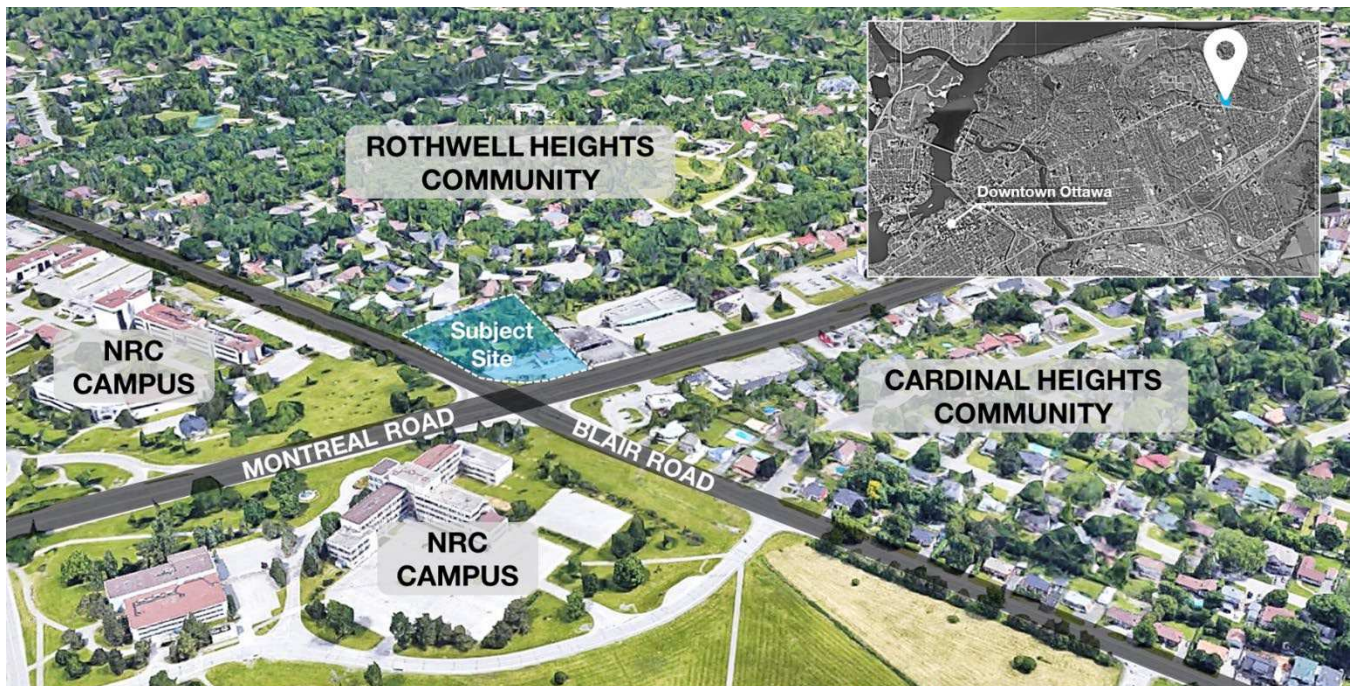 ROTHWELL HEIGHTS
COMMUNITY
Downtown Ottawa
Subject
Site
NRC
CAMPUS
CARDINAL HEIGHTS
COMMUNITY
MONTREAL ROAD
BLAIR ROAD
NRC
CAMPUS